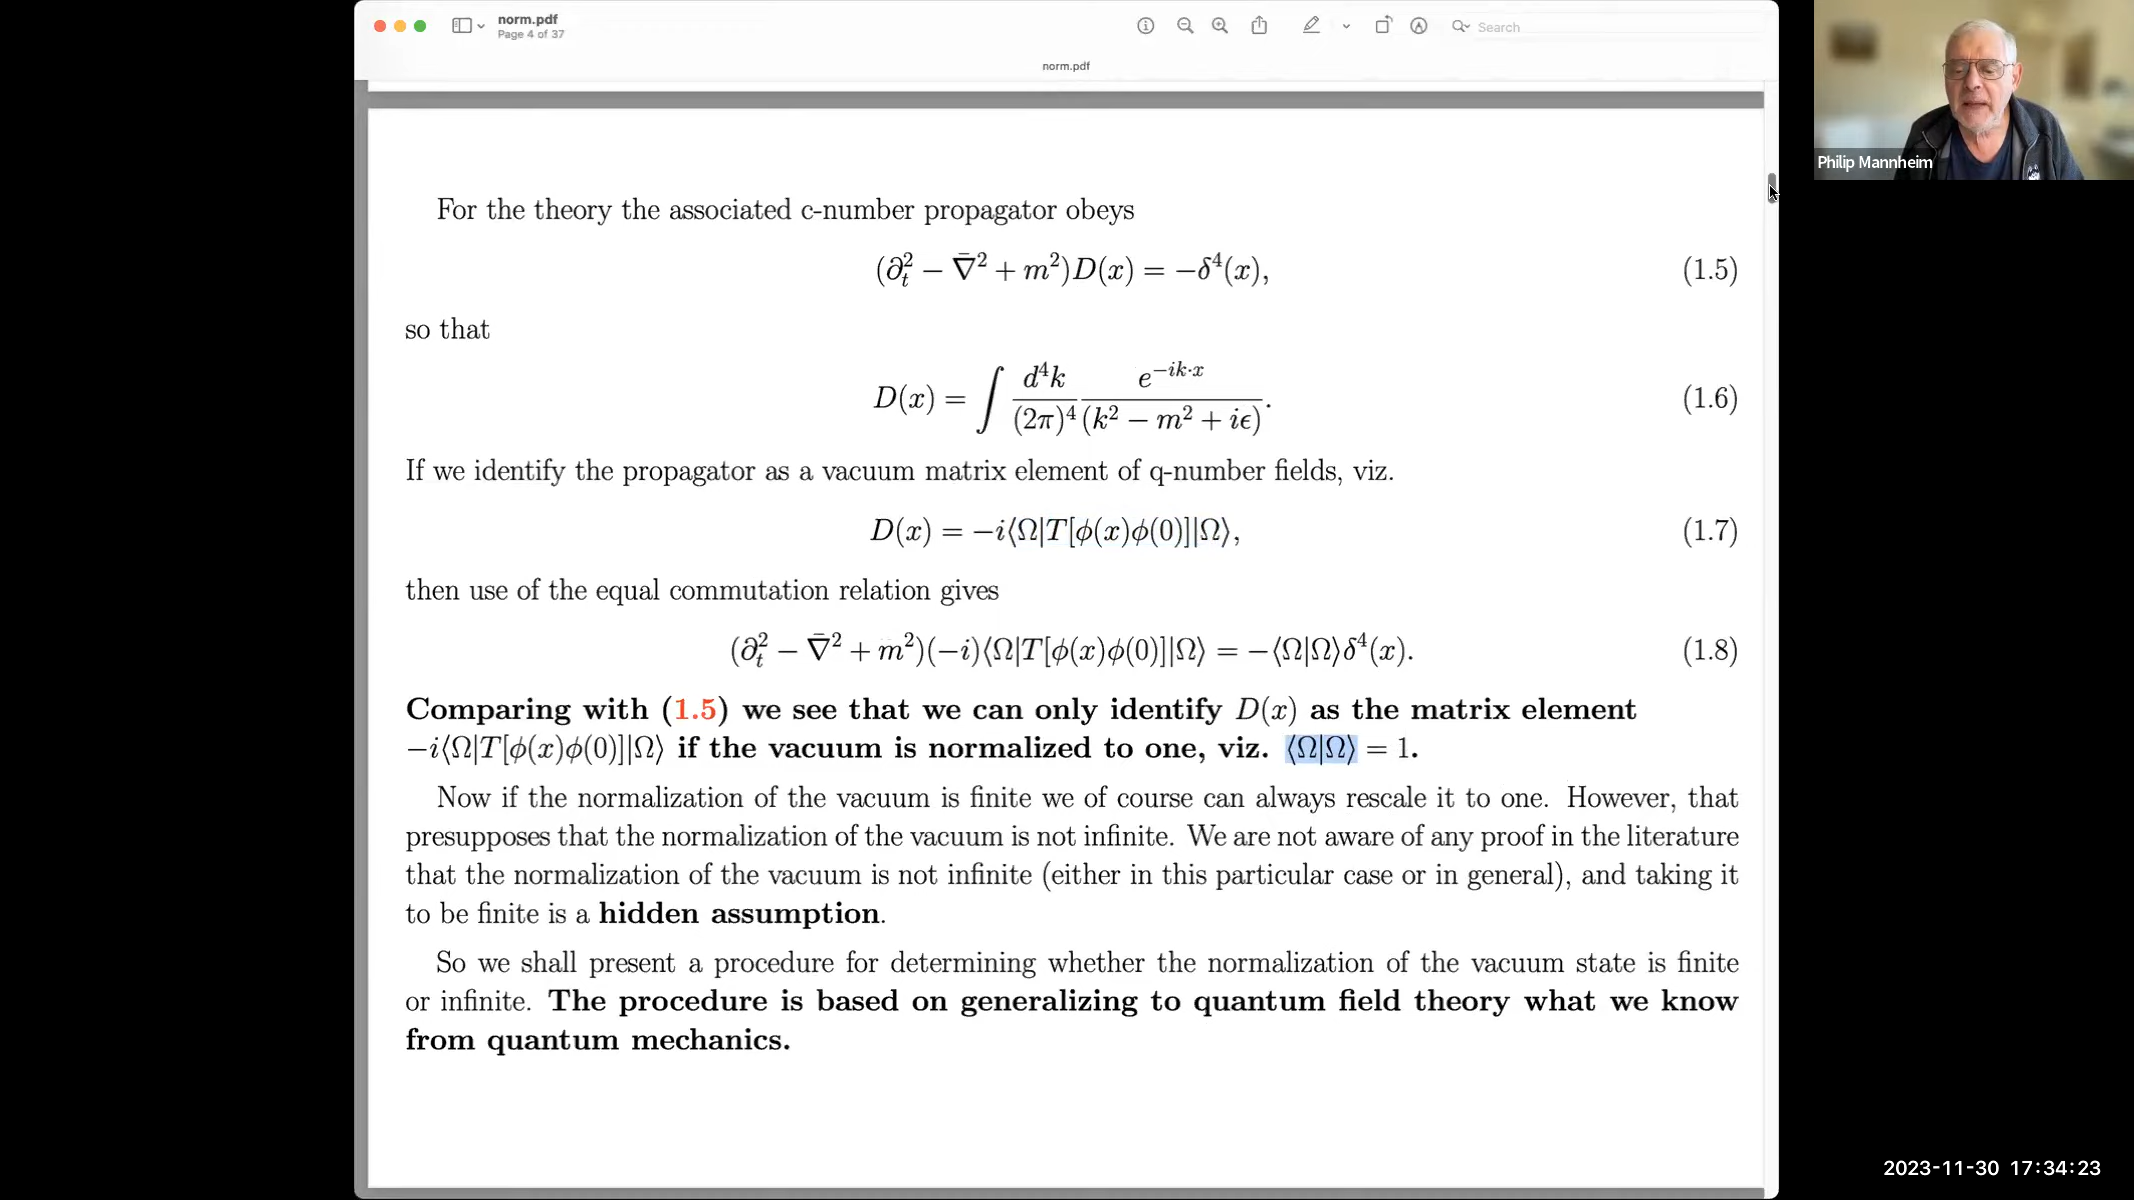 norm.pdf
Page 4 of 37
Search
norm.pdf
Philip Mannheim
For the theory the associated c-number propagator obeys
(∂_t^2 − ∇̄^2 + m^2)D(x) = −δ^4(x), (1.5)
so that
D(x) = ∫ d^4k/(2π)^4 e^{−ik·x}/(k^2 − m^2 + iϵ). (1.6)
If we identify the propagator as a vacuum matrix element of q-number fields, viz.
D(x) = −i⟨Ω|T[ϕ(x)ϕ(0)]|Ω⟩, (1.7)
then use of the equal commutation relation gives
(∂_t^2 − ∇̄^2 + m^2)(−i)⟨Ω|T[ϕ(x)ϕ(0)]|Ω⟩ = −⟨Ω|Ω⟩δ^4(x). (1.8)
Comparing with (1.5) we see that we can only identify D(x) as the matrix element
−i⟨Ω|T[ϕ(x)ϕ(0)]|Ω⟩ if the vacuum is normalized to one, viz. ⟨Ω|Ω⟩ = 1.
Now if the normalization of the vacuum is finite we of course can always rescale it to one. However, that
presupposes that the normalization of the vacuum is not infinite. We are not aware of any proof in the literature
that the normalization of the vacuum is not infinite (either in this particular case or in general), and taking it
to be finite is a hidden assumption.
So we shall present a procedure for determining whether the normalization of the vacuum state is finite
or infinite. The procedure is based on generalizing to quantum field theory what we know
from quantum mechanics.
2023-11-30 17:34:23